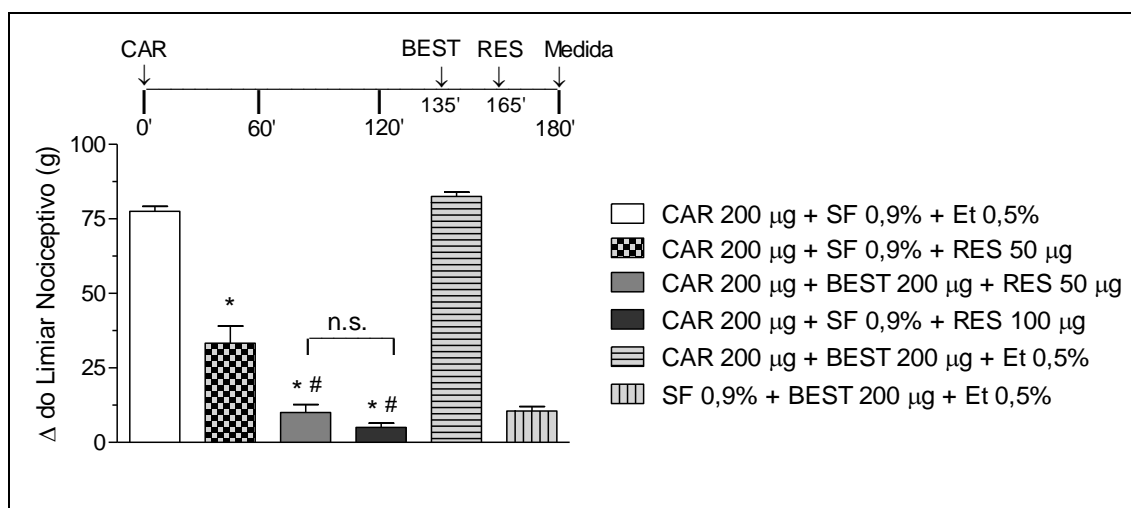 CAR BEST RES Medida
135' 165'
0' 60' 120' 180'
Δ do Limiar Nociceptivo (g)
100
75
50
25
0
*
* #
n.s.
* #
CAR 200 μg + SF 0,9% + Et 0,5%
CAR 200 μg + SF 0,9% + RES 50 μg
CAR 200 μg + BEST 200 μg + RES 50 μg
CAR 200 μg + SF 0,9% + RES 100 μg
CAR 200 μg + BEST 200 μg + Et 0,5%
SF 0,9% + BEST 200 μg + Et 0,5%